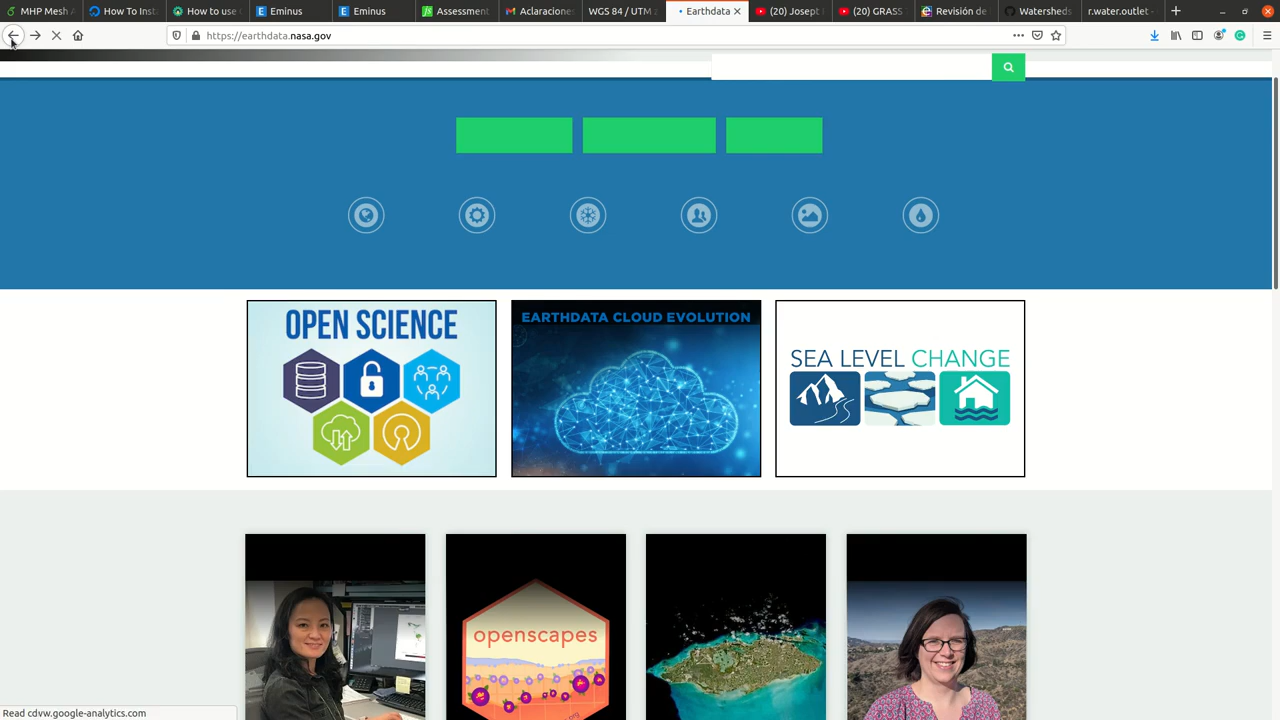 MHP Mesh A
How To Insta
How to use
Eminus
Eminus
Assessment
Aclaracione
WGS 84 / UTM
Earthdata
(20) Josept
(20) GRASS
Revisión de
Watersheds
r.water.outlet -
https://earthdata.nasa.gov
OPEN SCIENCE
EARTHDATA CLOUD EVOLUTION
SEA LEVEL CHANGE
openscapes
Read cdvw.google-analytics.com